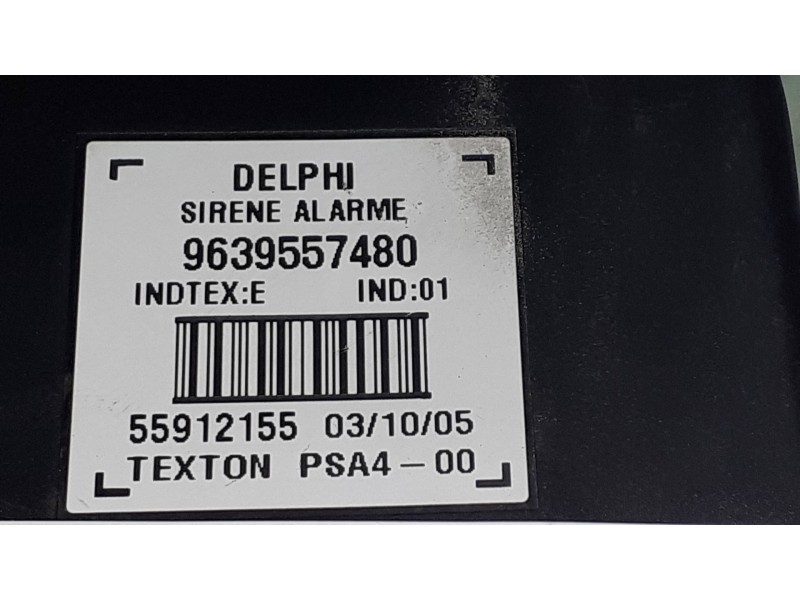 DELPHI
SIRENE ALARME
9639557480
INDTEX:E IND:01
55912155 03/10/05
TEXTON PSA4-00